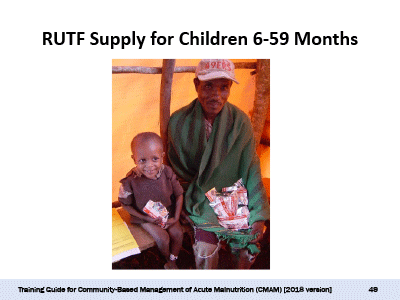 RUTF Supply for Children 6-59 Months
Training Guide for Community-Based Management of Acute Malnutrition (CMAM) [2018 version]
49